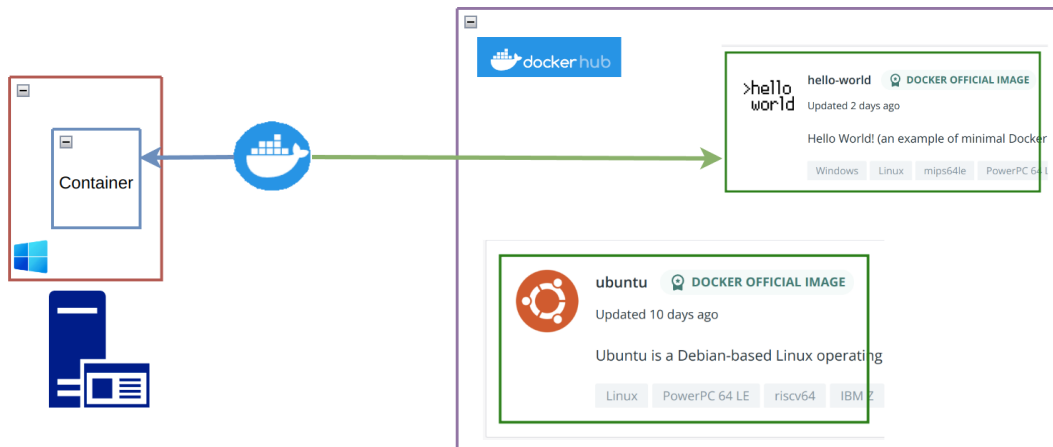 Container
dockerhub
>hello
world
hello-world DOCKER OFFICIAL IMAGE
Updated 2 days ago
Hello World! (an example of minimal Docker
Windows Linux mips64le PowerPC 64 L
ubuntu DOCKER OFFICIAL IMAGE
Updated 10 days ago
Ubuntu is a Debian-based Linux operating
Linux PowerPC 64 LE riscv64 IBM Z